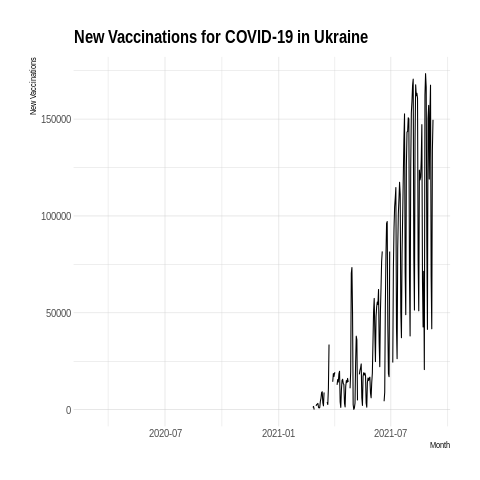 New Vaccinations for COVID-19 in Ukraine
New Vaccinations
150000
100000
50000
0
2020-07 2021-01 2021-07
Month